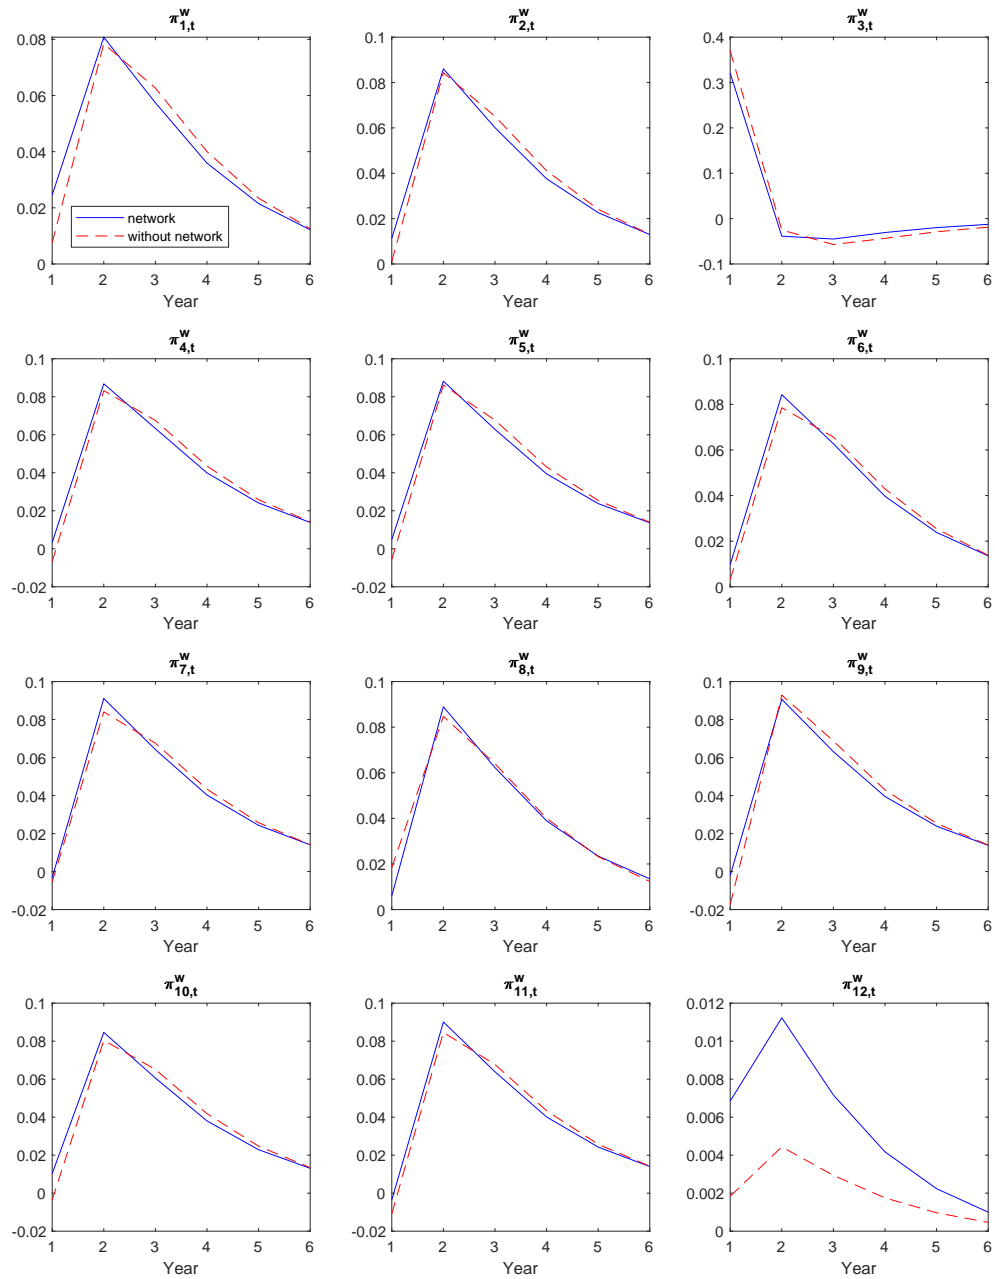 π^w_{1,t} π^w_{2,t} π^w_{3,t}
0.08
0.06
0.04
0.02
0
network
without network
1 2 3 4 5 6
Year
0.1
0.08
0.06
0.04
0.02
0
1 2 3 4 5 6
Year
0.4
0.3
0.2
0.1
0
-0.1
1 2 3 4 5 6
Year
π^w_{4,t} π^w_{5,t} π^w_{6,t}
0.1
0.08
0.06
0.04
0.02
0
-0.02
1 2 3 4 5 6
Year
0.1
0.08
0.06
0.04
0.02
0
-0.02
1 2 3 4 5 6
Year
0.1
0.08
0.06
0.04
0.02
0
1 2 3 4 5 6
Year
π^w_{7,t} π^w_{8,t} π^w_{9,t}
0.1
0.08
0.06
0.04
0.02
0
-0.02
1 2 3 4 5 6
Year
0.1
0.08
0.06
0.04
0.02
0
1 2 3 4 5 6
Year
0.1
0.08
0.06
0.04
0.02
0
-0.02
1 2 3 4 5 6
Year
π^w_{10,t} π^w_{11,t} π^w_{12,t}
0.1
0.08
0.06
0.04
0.02
0
-0.02
1 2 3 4 5 6
Year
0.1
0.08
0.06
0.04
0.02
0
-0.02
1 2 3 4 5 6
Year
0.012
0.01
0.008
0.006
0.004
0.002
0
1 2 3 4 5 6
Year